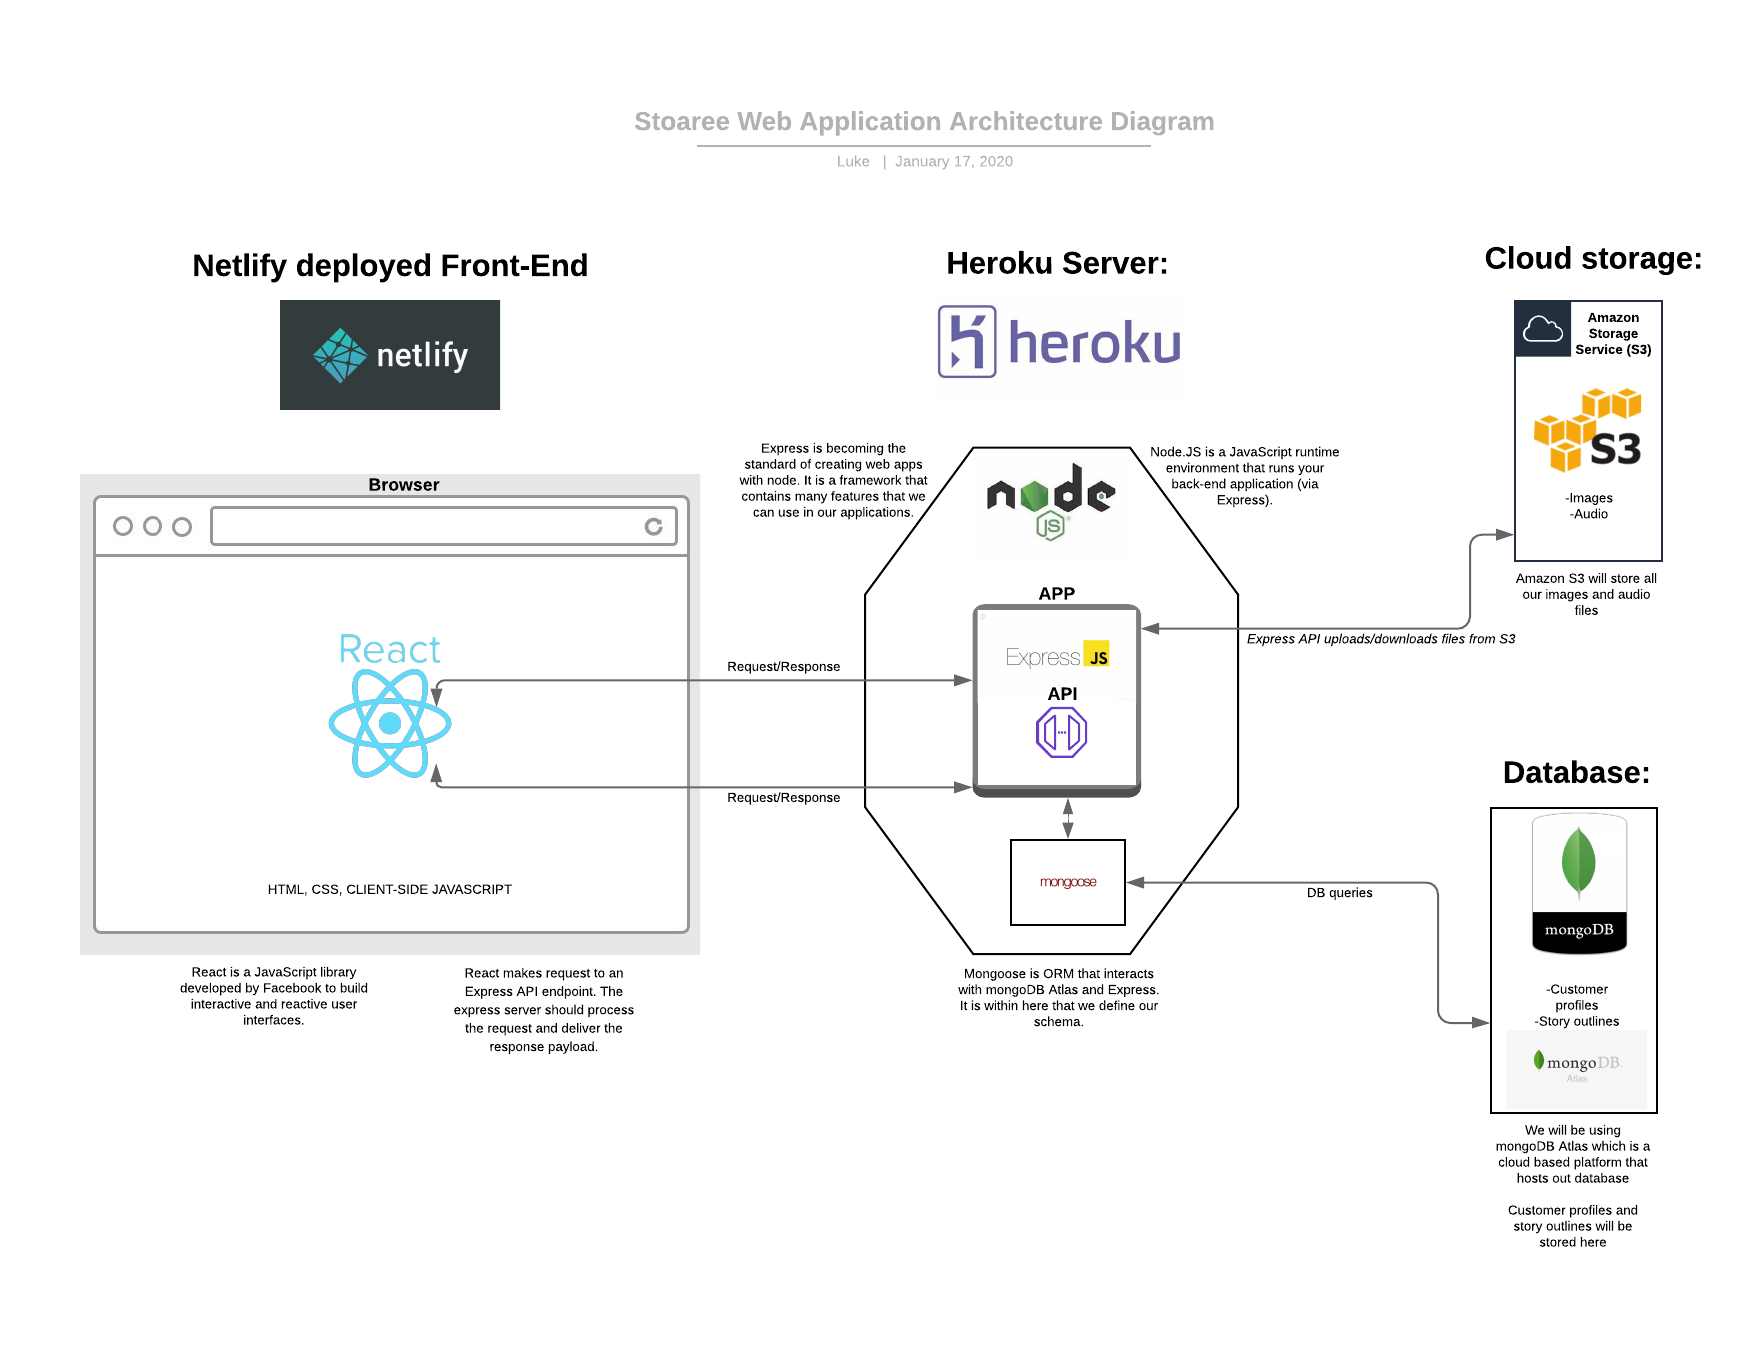 Stoaree Web Application Architecture Diagram
Luke | January 17, 2020
Netlify deployed Front-End
netlify
Browser
React
HTML, CSS, CLIENT-SIDE JAVASCRIPT
React is a JavaScript library
developed by Facebook to build
interactive and reactive user
interfaces.
React makes request to an
Express API endpoint. The
express server should process
the request and deliver the
response payload.
Request/Response
Request/Response
Heroku Server:
heroku
Express is becoming the
standard of creating web apps
with node. It is a framework that
contains many features that we
can use in our applications.
Node.JS is a JavaScript runtime
environment that runs your
back-end application (via
Express).
node
JS
APP
Express JS
API
mongoose
Mongoose is ORM that interacts
with mongoDB Atlas and Express.
It is within here that we define our
schema.
Express API uploads/downloads files from S3
DB queries
Cloud storage:
Amazon
Storage
Service (S3)
S3
-Images
-Audio
Amazon S3 will store all
our images and audio
files
Database:
mongoDB
-Customer
profiles
-Story outlines
mongoDB.
Atlas
We will be using
mongoDB Atlas which is a
cloud based platform that
hosts out database
Customer profiles and
story outlines will be
stored here